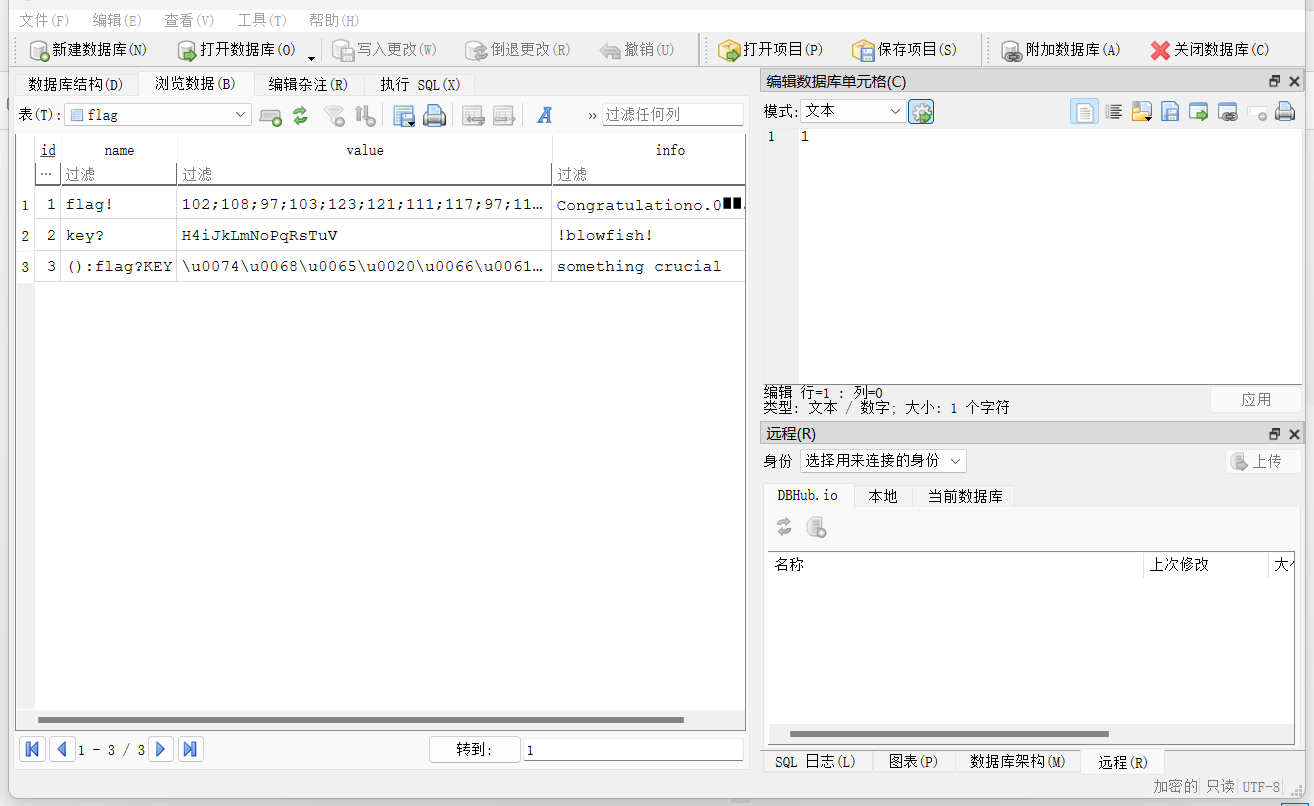 文件(F) 编辑(E) 查看(V) 工具(T) 帮助(H)
新建数据库(N) 打开数据库(O) 写入更改(W) 倒退更改(R) 撤销(U) 打开项目(P) 保存项目(S) 附加数据库(A) 关闭数据库(C)
数据库结构(D) 浏览数据(B) 编辑杂注(R) 执行 SQL(X)
表(T): flag » 过滤任何列
id name value info
… 过滤 过滤 过滤
1 1 flag! 102;108;97;103;123;121;111;117;97;11… Congratulationo.0
2 2 key? H4iJkLmNoPqRsTuV !blowfish!
3 3 ():flag?KEY \u0074\u0068\u0065\u0020\u0066\u0061… something crucial
1 - 3 / 3 转到: 1
编辑数据库单元格(C)
模式: 文本
1 1
编辑 行=1 : 列=0
类型: 文本 / 数字; 大小: 1 个字符
应用
远程(R)
身份 选择用来连接的身份 上传
DBHub.io 本地 当前数据库
名称 上次修改
SQL 日志(L) 图表(P) 数据库架构(M) 远程(R)
加密的 只读 UTF-8